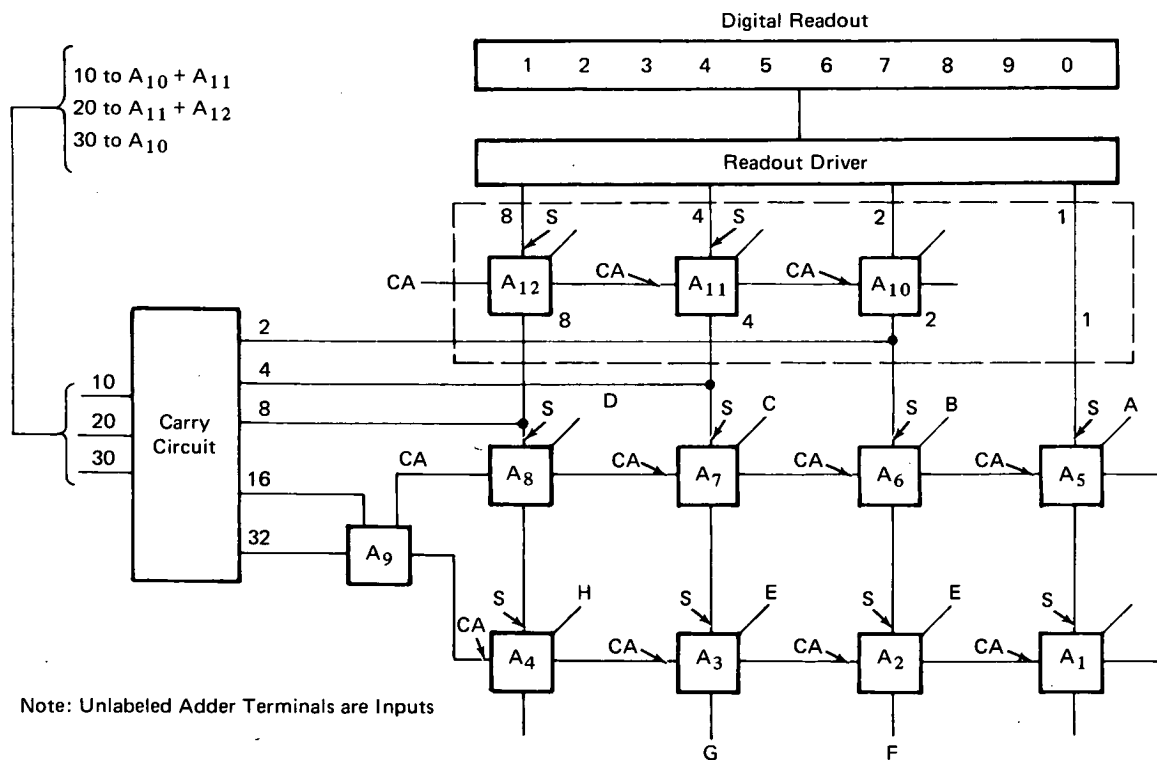 Digital Readout
1 2 3 4 5 6 7 8 9 0
10 to A10 + A11
20 to A11 + A12
30 to A10
Readout Driver
8 S 4 S 2 1
CA A12 CA A11 CA A10
8 4 2 1
2
4
8
10
20
30
Carry
Circuit
16
32
S D S C S B S A
CA A8 CA A7 CA A6 CA A5
A9
S H S E S E S
CA A4 CA A3 CA A2 CA A1
Note: Unlabeled Adder Terminals are Inputs
G F